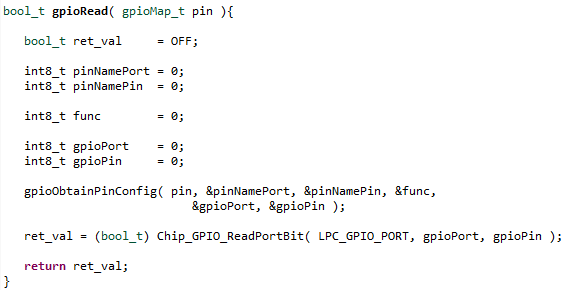 bool_t gpioRead( gpioMap_t pin ){
bool_t ret_val     = OFF;
int8_t pinNamePort = 0;
int8_t pinNamePin  = 0;
int8_t func        = 0;
int8_t gpioPort    = 0;
int8_t gpioPin     = 0;
gpioObtainPinConfig( pin, &pinNamePort, &pinNamePin, &func,
&gpioPort, &gpioPin );
ret_val = (bool_t) Chip_GPIO_ReadPortBit( LPC_GPIO_PORT, gpioPort, gpioPin );
return ret_val;
}